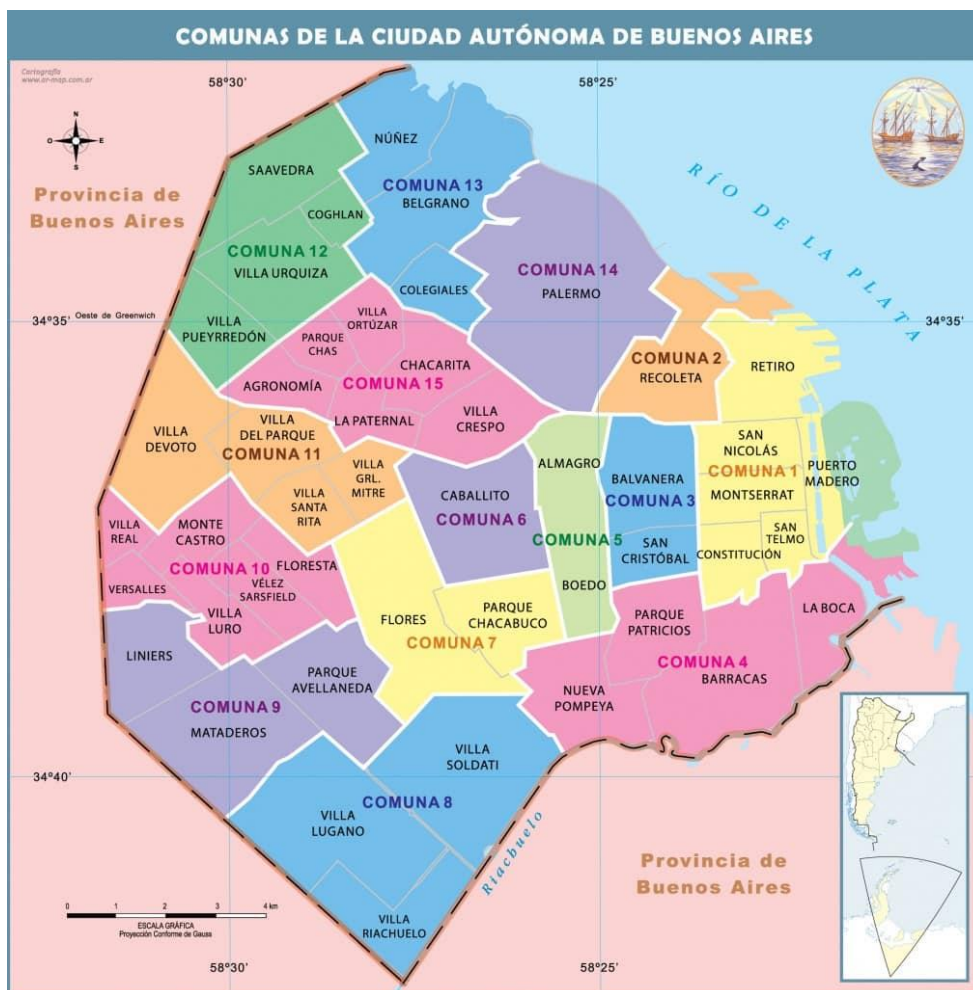 COMUNAS DE LA CIUDAD AUTÓNOMA DE BUENOS AIRES
Cartografía
www.ar-map.com.ar
58°30'
58°25'
N
O
E
S
Provincia de
Buenos Aires
RÍO DE LA PLATA
NÚÑEZ
SAAVEDRA
COMUNA 13
BELGRANO
COGHLAN
COMUNA 12
VILLA URQUIZA
COMUNA 14
PALERMO
COLEGIALES
Oeste de Greenwich
34°35'
34°35'
VILLA
PUEYRREDÓN
VILLA
ORTÚZAR
PARQUE
CHAS
CHACARITA
AGRONOMÍA
COMUNA 15
LA PATERNAL
VILLA
CRESPO
COMUNA 2
RECOLETA
RETIRO
VILLA
DEVOTO
VILLA
DEL PARQUE
COMUNA 11
VILLA
GRL.
MITRE
VILLA
SANTA
RITA
ALMAGRO
COMUNA 5
BOEDO
BALVANERA
COMUNA 3
SAN
CRISTÓBAL
SAN
NICOLÁS
COMUNA 1
MONTSERRAT
PUERTO
MADERO
SAN
TELMO
CONSTITUCIÓN
CABALLITO
COMUNA 6
VILLA
REAL
MONTE
CASTRO
COMUNA 10
FLORESTA
VERSALLES
VÉLEZ
SARSFIELD
VILLA
LURO
FLORES
PARQUE
CHACABUCO
COMUNA 7
PARQUE
PATRICIOS
LA BOCA
COMUNA 4
BARRACAS
NUEVA
POMPEYA
LINIERS
PARQUE
AVELLANEDA
COMUNA 9
MATADEROS
VILLA
SOLDATI
34°40'
34°40'
COMUNA 8
VILLA
LUGANO
Riachuelo
Provincia de
Buenos Aires
VILLA
RIACHUELO
0 1 2 3 4 km
ESCALA GRÁFICA
Proyección Conforme de Gauss
58°30'
58°25'